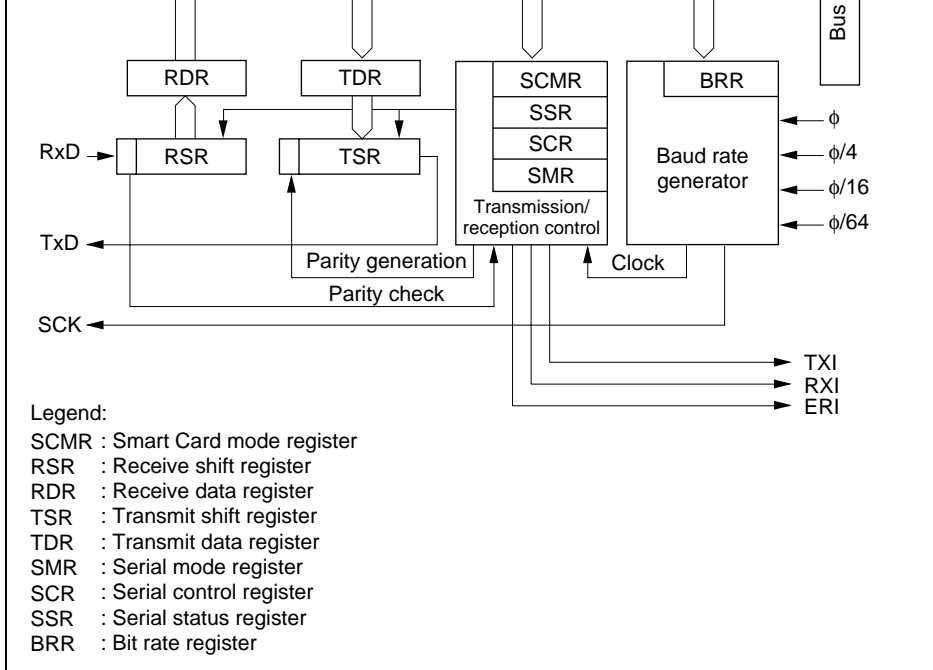 Bus
RDR
TDR
SCMR
BRR
SSR
SCR
SMR
RxD
RSR
TSR
Baud rate
generator
ϕ
ϕ/4
ϕ/16
ϕ/64
Transmission/
reception control
TxD
Parity generation
Clock
Parity check
SCK
TXI
RXI
ERI
Legend:
SCMR : Smart Card mode register
RSR : Receive shift register
RDR : Receive data register
TSR : Transmit shift register
TDR : Transmit data register
SMR : Serial mode register
SCR : Serial control register
SSR : Serial status register
BRR : Bit rate register